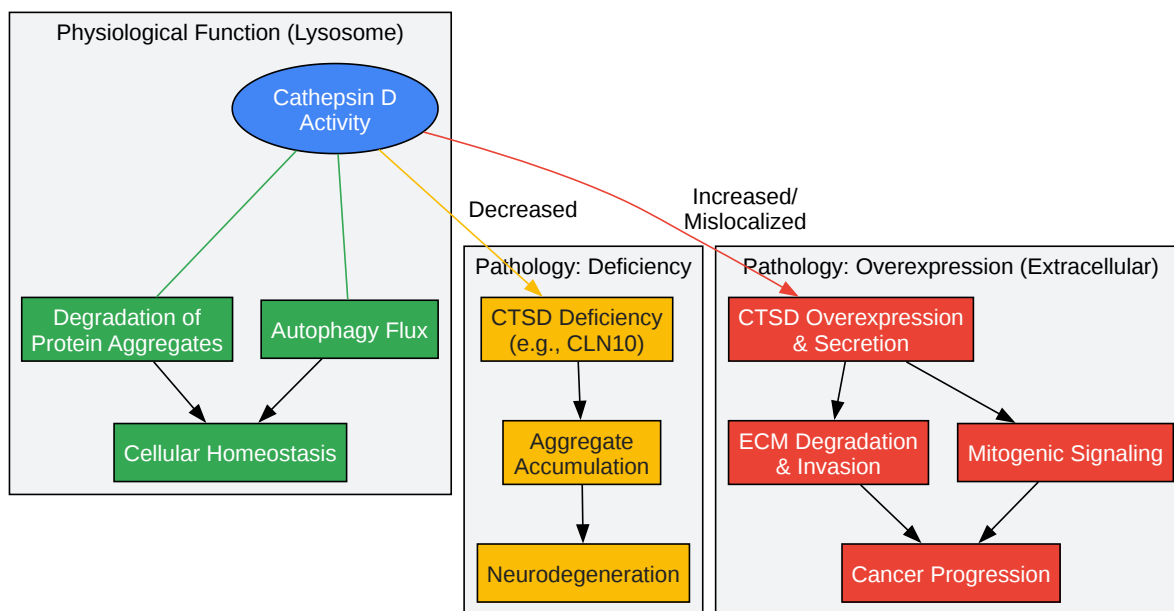 Physiological Function (Lysosome)
Cathepsin D
Activity
Degradation of
Protein Aggregates
Autophagy Flux
Cellular Homeostasis
Decreased
Increased/
Mislocalized
Pathology: Deficiency
CTSD Deficiency
(e.g., CLN10)
Aggregate
Accumulation
Neurodegeneration
Pathology: Overexpression (Extracellular)
CTSD Overexpression
& Secretion
ECM Degradation
& Invasion
Mitogenic Signaling
Cancer Progression